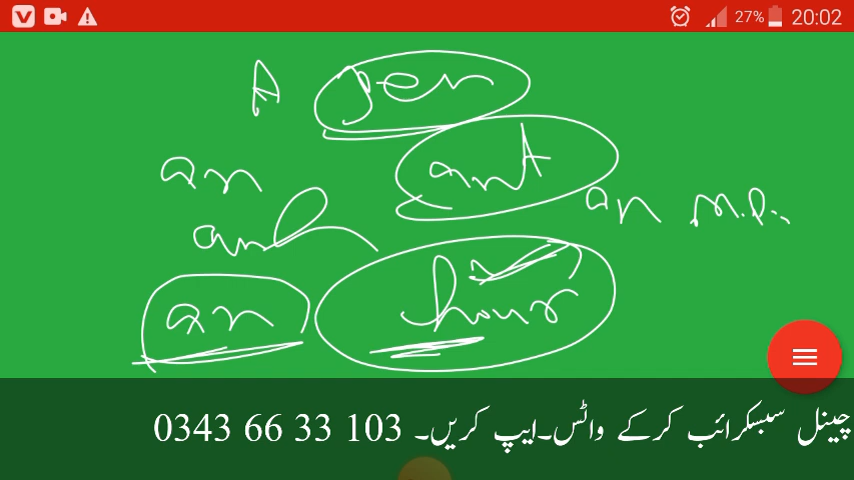 27% 20:02
A pen
an ant
an M.P.
an hour
چینل سبسکرائب کرکے واٹس۔ایپ کریں۔ 103 33 66 0343